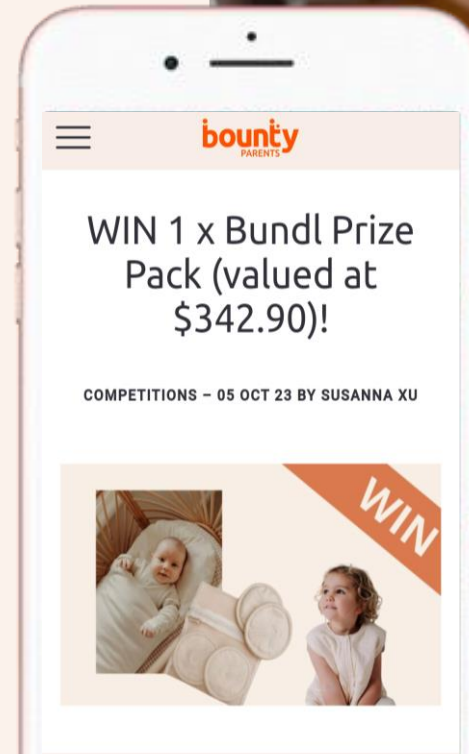 bounty
PARENTS
WIN 1 x Bundl Prize
Pack (valued at
$342.90)!
COMPETITIONS – 05 OCT 23 BY SUSANNA XU
WIN